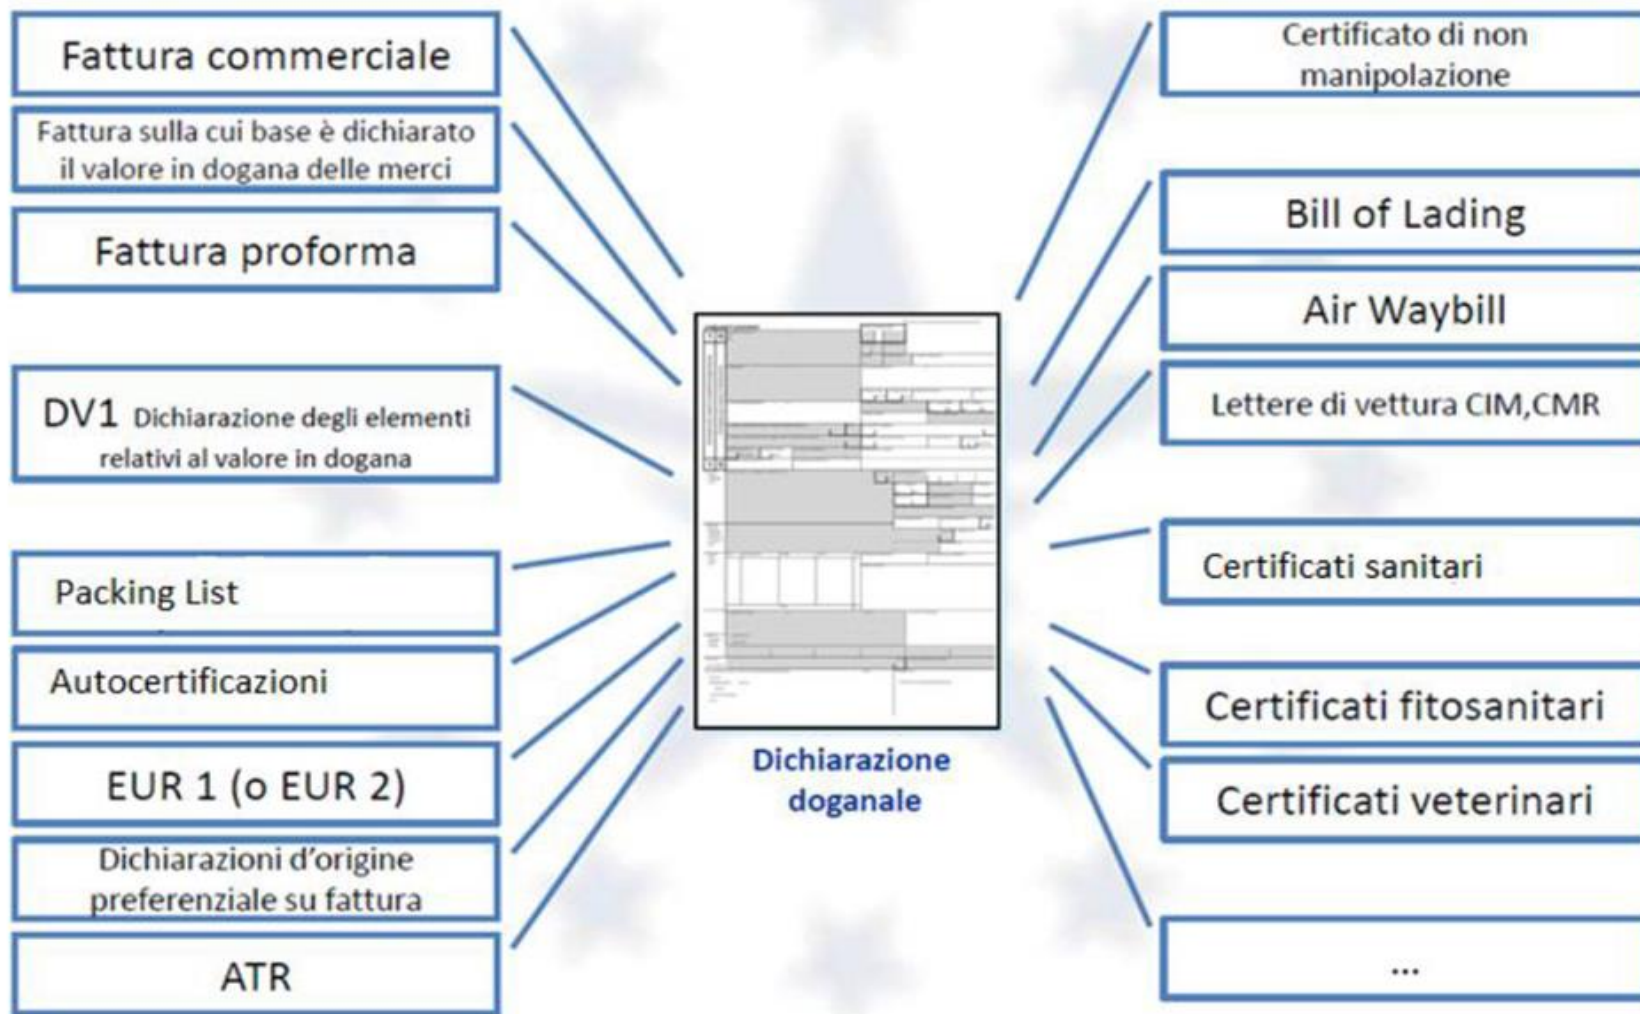 Fattura commerciale
Fattura sulla cui base è dichiarato
il valore in dogana delle merci
Fattura proforma
DV1 Dichiarazione degli elementi
relativi al valore in dogana
Packing List
Autocertificazioni
EUR 1 (o EUR 2)
Dichiarazioni d'origine
preferenziale su fattura
ATR
Dichiarazione
doganale
Certificato di non
manipolazione
Bill of Lading
Air Waybill
Lettere di vettura CIM,CMR
Certificati sanitari
Certificati fitosanitari
Certificati veterinari
...